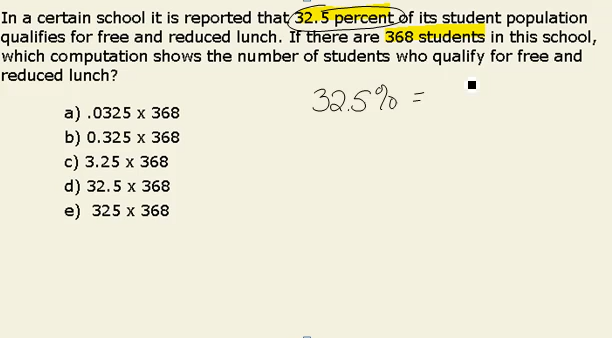 In a certain school it is reported that 32.5 percent of its student population
qualifies for free and reduced lunch. If there are 368 students in this school,
which computation shows the number of students who qualify for free and
reduced lunch?
32.5% =
a) .0325 x 368
b) 0.325 x 368
c) 3.25 x 368
d) 32.5 x 368
e) 325 x 368